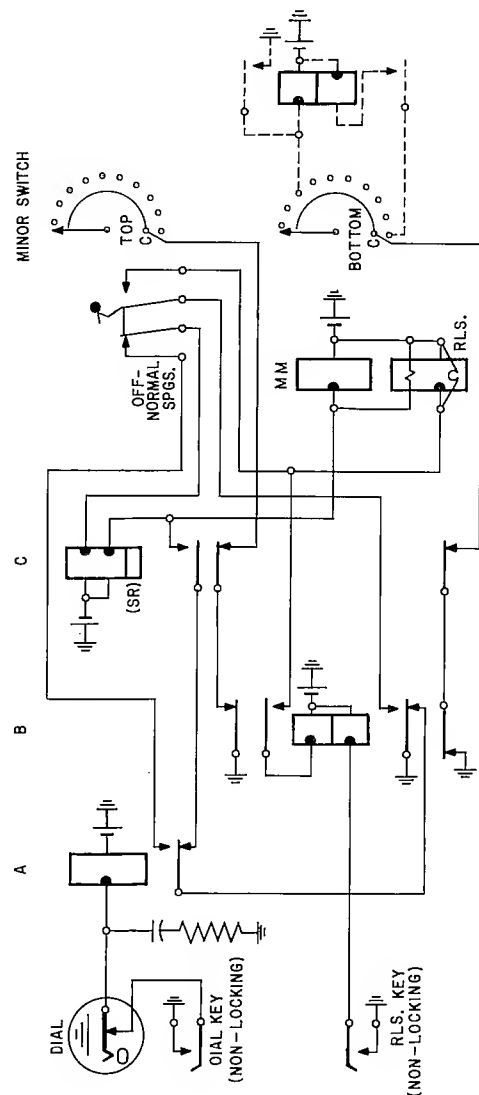 MINOR SWITCH
TOP
C
BOTTOM
C
OFF-
NORMAL
SPGS.
MM
RLS.
C
(SR)
B
A
DIAL
DIAL KEY
(NON-LOCKING)
RLS. KEY
(NON-LOCKING)